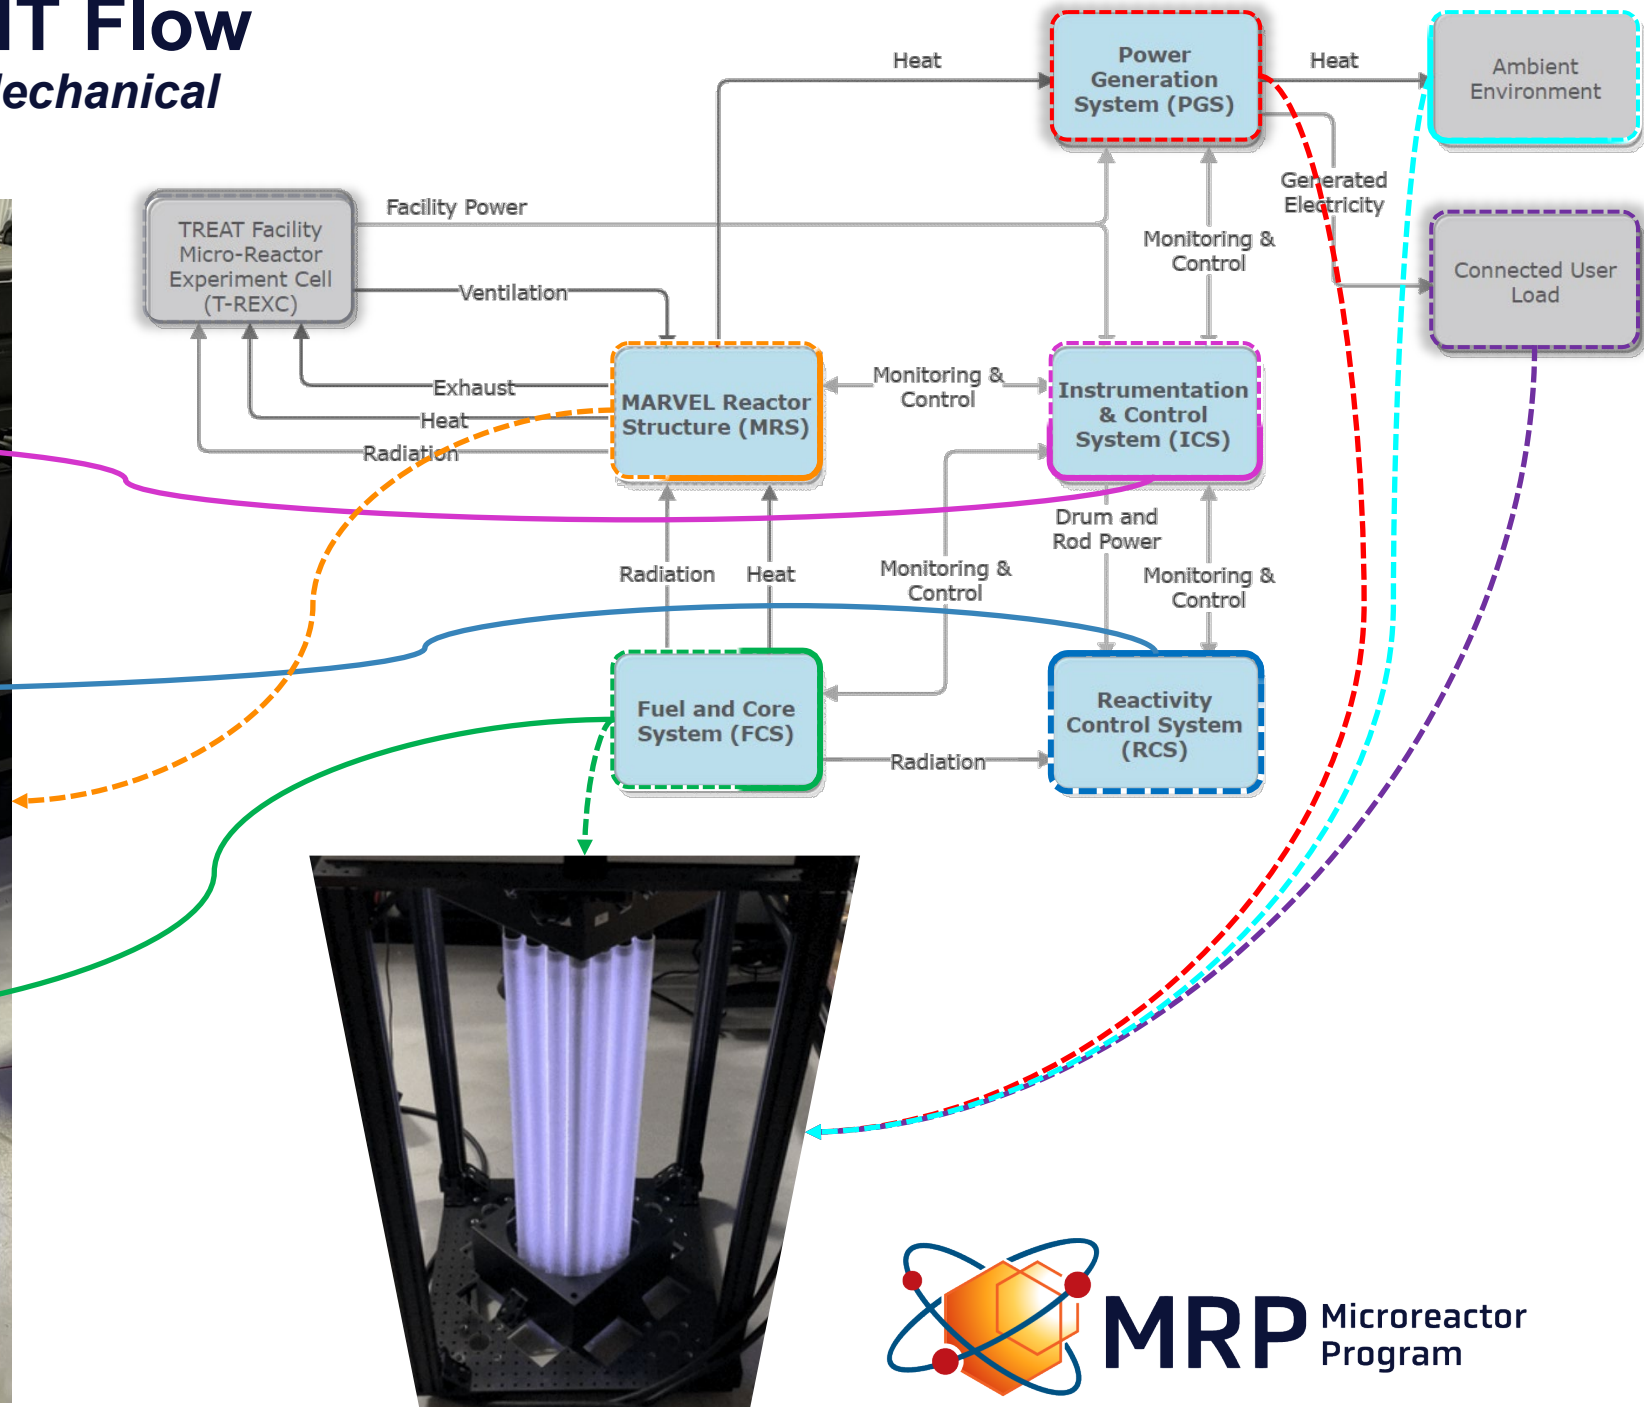 IT Flow
Mechanical
Heat
Power
Generation
System (PGS)
Heat
Ambient
Environment
Generated
Electricity
Facility Power
TREAT Facility
Micro-Reactor
Experiment Cell
(T-REXC)
Monitoring &
Control
Connected User
Load
Ventilation
Exhaust
Heat
Radiation
MARVEL Reactor
Structure (MRS)
Monitoring &
Control
Instrumentation
& Control
System (ICS)
Drum and
Rod Power
Radiation
Heat
Monitoring &
Control
Monitoring &
Control
Fuel and Core
System (FCS)
Radiation
Reactivity
Control System
(RCS)
MRP
Microreactor
Program